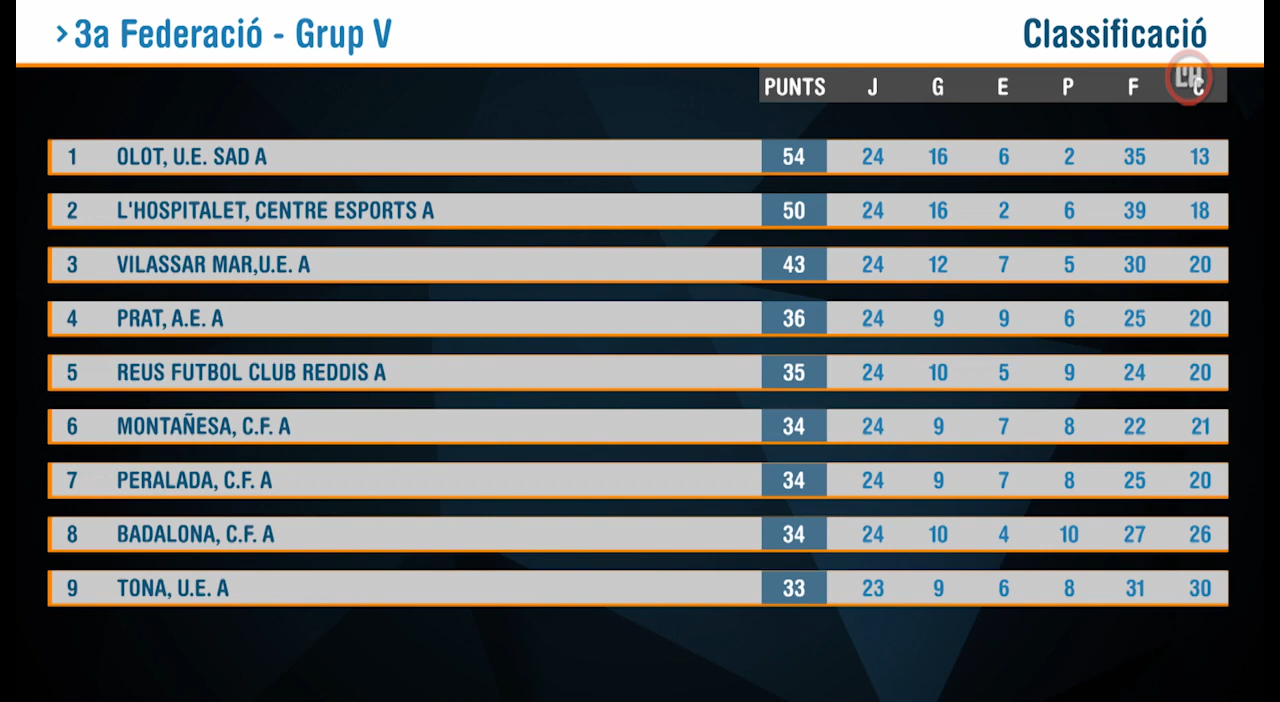 >3a Federació - Grup V Classificació
PUNTS J G E P F C
1 OLOT, U.E. SAD A 54 24 16 6 2 35 13
2 L'HOSPITALET, CENTRE ESPORTS A 50 24 16 2 6 39 18
3 VILASSAR MAR,U.E. A 43 24 12 7 5 30 20
4 PRAT, A.E. A 36 24 9 9 6 25 20
5 REUS FUTBOL CLUB REDDIS A 35 24 10 5 9 24 20
6 MONTAÑESA, C.F. A 34 24 9 7 8 22 21
7 PERALADA, C.F. A 34 24 9 7 8 25 20
8 BADALONA, C.F. A 34 24 10 4 10 27 26
9 TONA, U.E. A 33 23 9 6 8 31 30